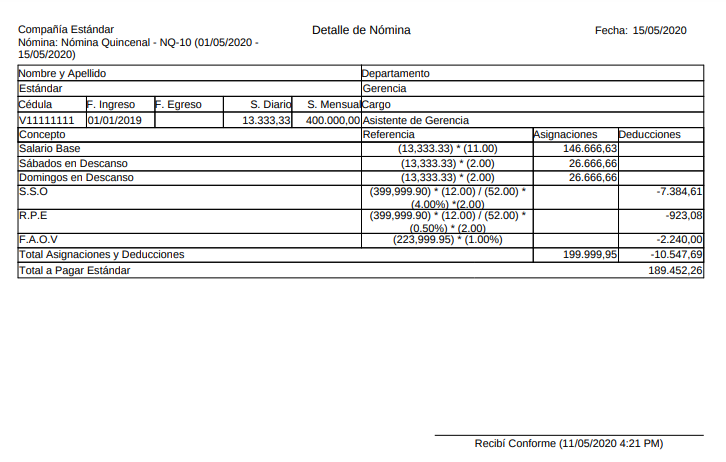 Compañía Estándar
Detalle de Nómina
Fecha: 15/05/2020
Nómina: Nómina Quincenal - NQ-10 (01/05/2020 -
15/05/2020)
Nombre y Apellido Departamento
Estándar Gerencia
Cédula F. Ingreso F. Egreso S. Diario S. Mensual Cargo
V11111111 01/01/2019 13.333,33 400.000,00 Asistente de Gerencia
Concepto Referencia Asignaciones Deducciones
Salario Base (13,333.33) * (11.00) 146.666,63
Sábados en Descanso (13,333.33) * (2.00) 26.666,66
Domingos en Descanso (13,333.33) * (2.00) 26.666,66
S.S.O (399,999.90) * (12.00) / (52.00) * -7.384,61
(4.00%) *(2.00)
R.P.E (399,999.90) * (12.00) / (52.00) * -923,08
(0.50%) * (2.00)
F.A.O.V (223,999.95) * (1.00%) -2.240,00
Total Asignaciones y Deducciones 199.999,95 -10.547,69
Total a Pagar Estándar 189.452,26
Recibí Conforme (11/05/2020 4:21 PM)